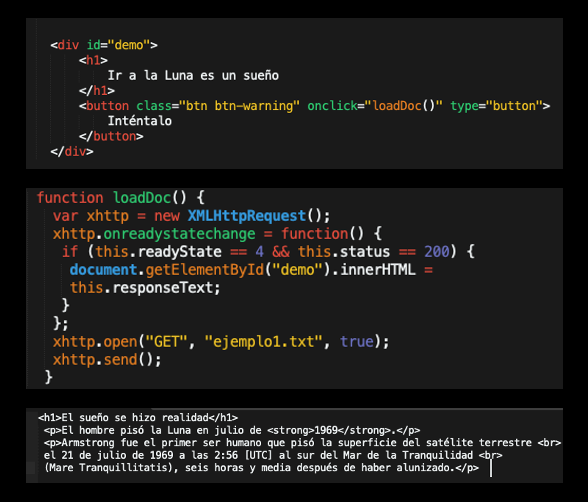 <div id="demo">
<h1>
Ir a la Luna es un sueño
</h1>
<button class="btn btn-warning" onclick="loadDoc()" type="button">
Inténtalo
</button>
</div>
function loadDoc() {
var xhttp = new XMLHttpRequest();
xhttp.onreadystatechange = function() {
if (this.readyState == 4 && this.status == 200) {
document.getElementById("demo").innerHTML =
this.responseText;
}
};
xhttp.open("GET", "ejemplo1.txt", true);
xhttp.send();
}
<h1>El sueño se hizo realidad</h1>
<p>El hombre pisó la Luna en julio de <strong>1969</strong>.</p>
<p>Armstrong fue el primer ser humano que pisó la superficie del satélite terrestre <br>
el 21 de julio de 1969 a las 2:56 [UTC] al sur del Mar de la Tranquilidad <br>
(Mare Tranquillitatis), seis horas y media después de haber alunizado.</p>